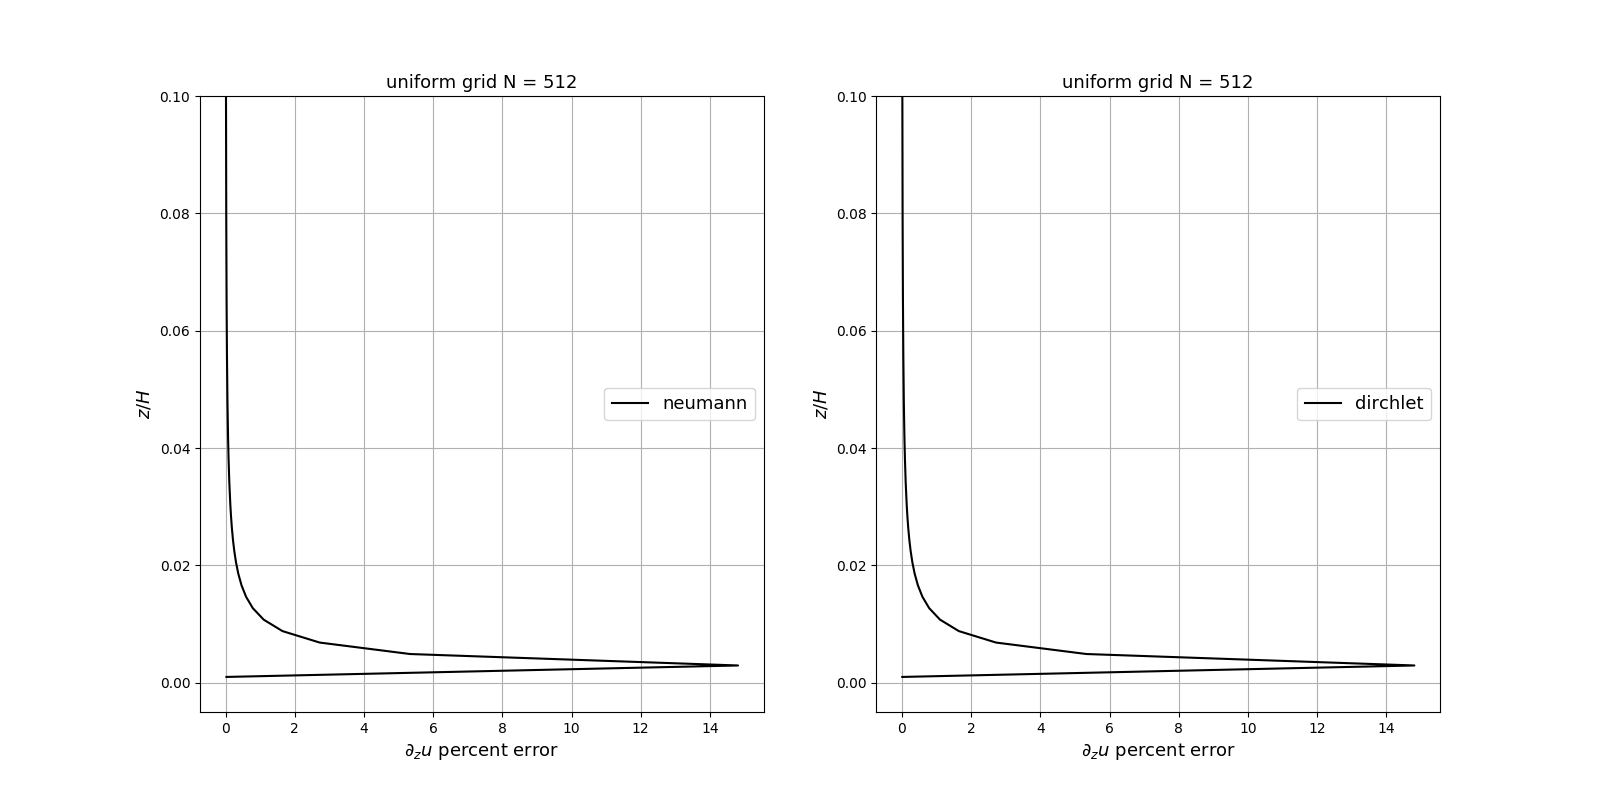 uniform grid N = 512
0.10
0.08
0.06
0.04
0.02
0.00
z/H
neumann
0 2 4 6 8 10 12 14
∂zu percent error
uniform grid N = 512
0.10
0.08
0.06
0.04
0.02
0.00
z/H
dirchlet
0 2 4 6 8 10 12 14
∂zu percent error